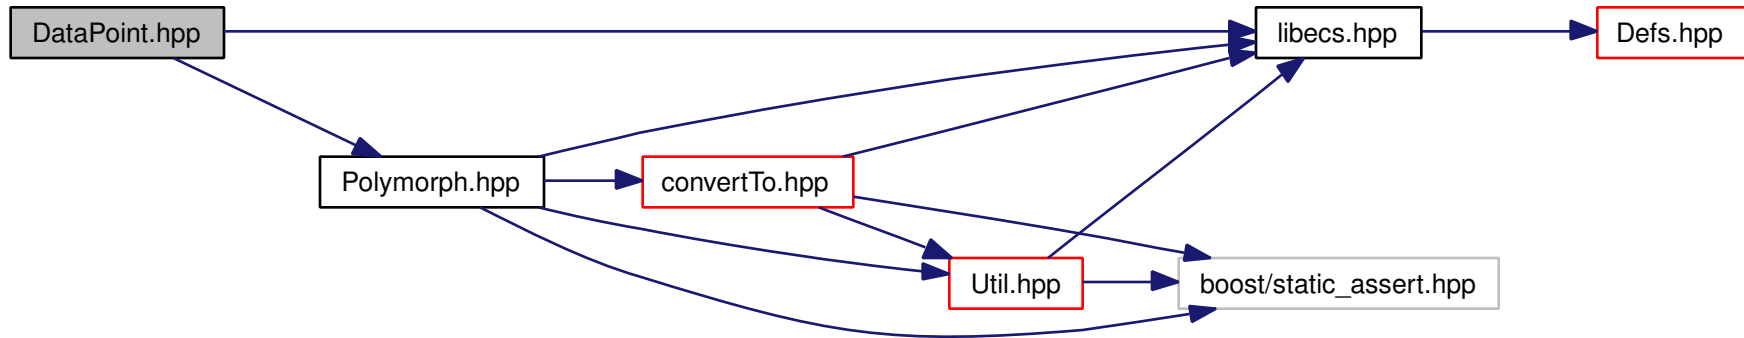 DataPoint.hpp
libecs.hpp
Defs.hpp
Polymorph.hpp
convertTo.hpp
Util.hpp
boost/static_assert.hpp